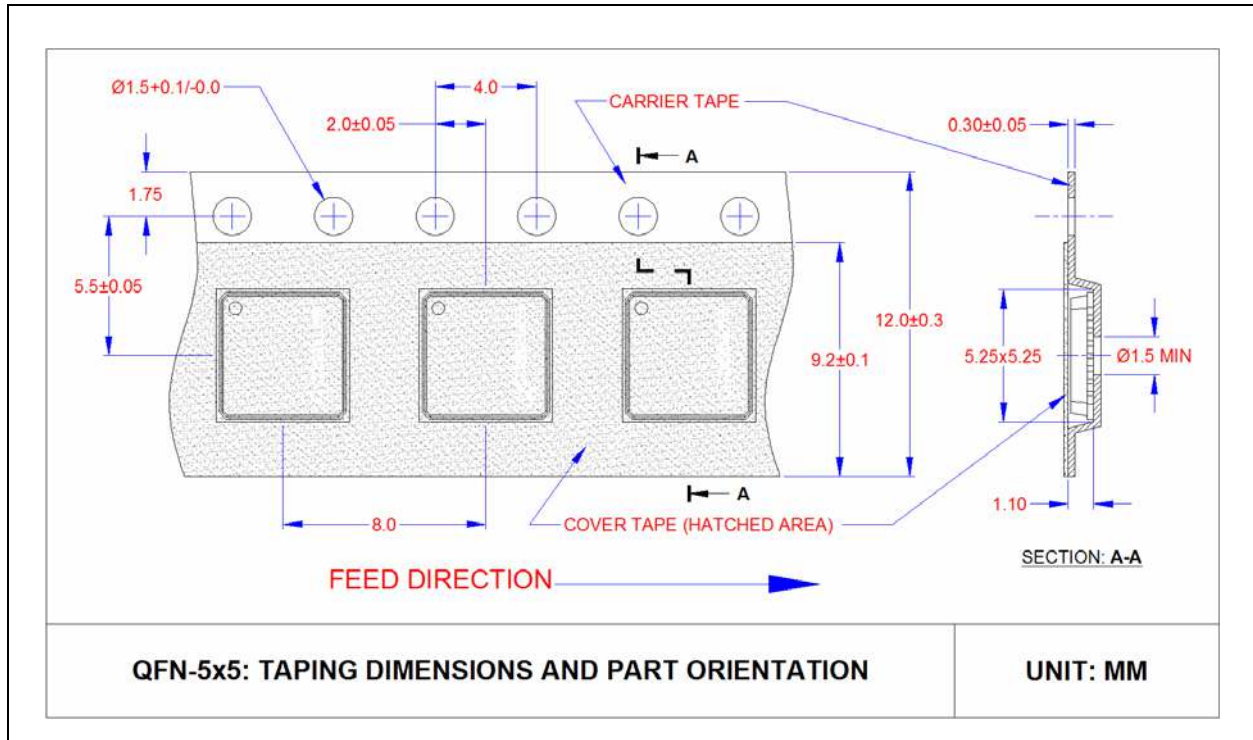 Ø1.5+0.1/-0.0
4.0
CARRIER TAPE
2.0±0.05
0.30±0.05
A
1.75
5.5±0.05
12.0±0.3
9.2±0.1
5.25x5.25
Ø1.5 MIN
A
1.10
8.0
COVER TAPE (HATCHED AREA)
SECTION: A-A
FEED DIRECTION
QFN-5x5: TAPING DIMENSIONS AND PART ORIENTATION
UNIT: MM